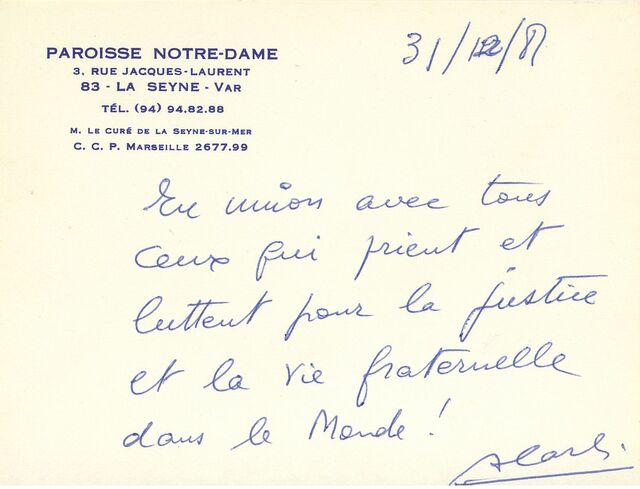 PAROISSE NOTRE-DAME
3, RUE JACQUES-LAURENT
83 - LA SEYNE - VAR
TÉL. (94) 94.82.88
M. LE CURÉ DE LA SEYNE-SUR-MER
C. C. P. MARSEILLE 2677.99
31/12/81
En union avec tous
ceux qui prient et
luttent pour la justice
et la vie fraternelle
dans le Monde !